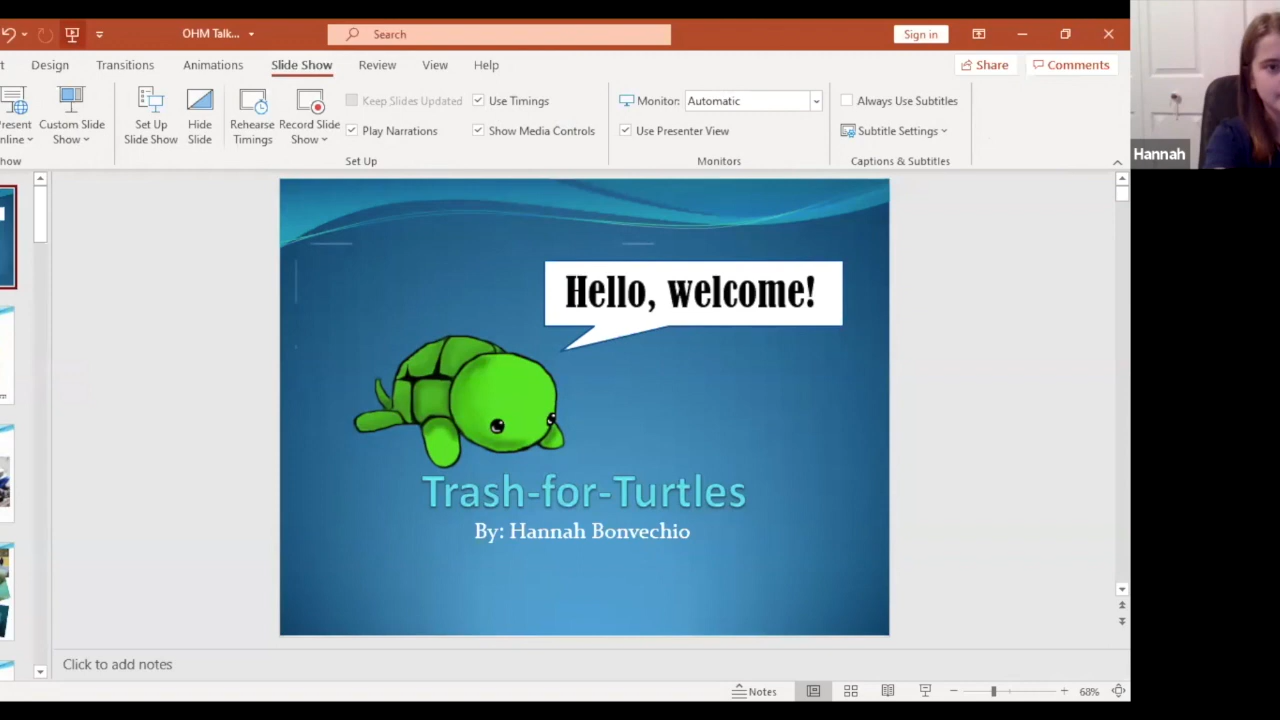 OHM Talk...
Search
Sign in
t
Design
Transitions
Animations
Slide Show
Review
View
Help
Share
Comments
resent
nline
Custom Slide
Show
Set Up
Slide Show
Hide
Slide
Rehearse
Timings
Record Slide
Show
Keep Slides Updated
Play Narrations
Use Timings
Show Media Controls
Monitor:
Automatic
Use Presenter View
Always Use Subtitles
Subtitle Settings
how
Set Up
Monitors
Captions & Subtitles
Hannah
Hello, welcome!
Trash-for-Turtles
By: Hannah Bonvechio
Click to add notes
Notes
68%